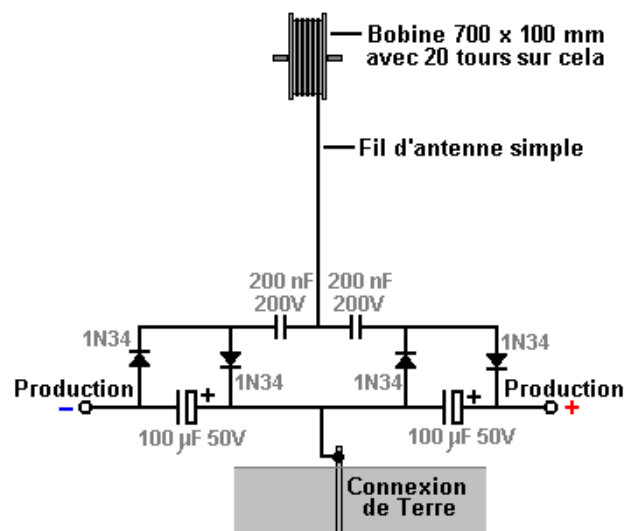 Bobine 700 x 100 mm
avec 20 tours sur cela
Fil d'antenne simple
200 nF 200 nF
200V 200V
1N34 1N34
1N34 1N34
Production Production
– + + +
100 µF 50V 100 µF 50V
Connexion
de Terre